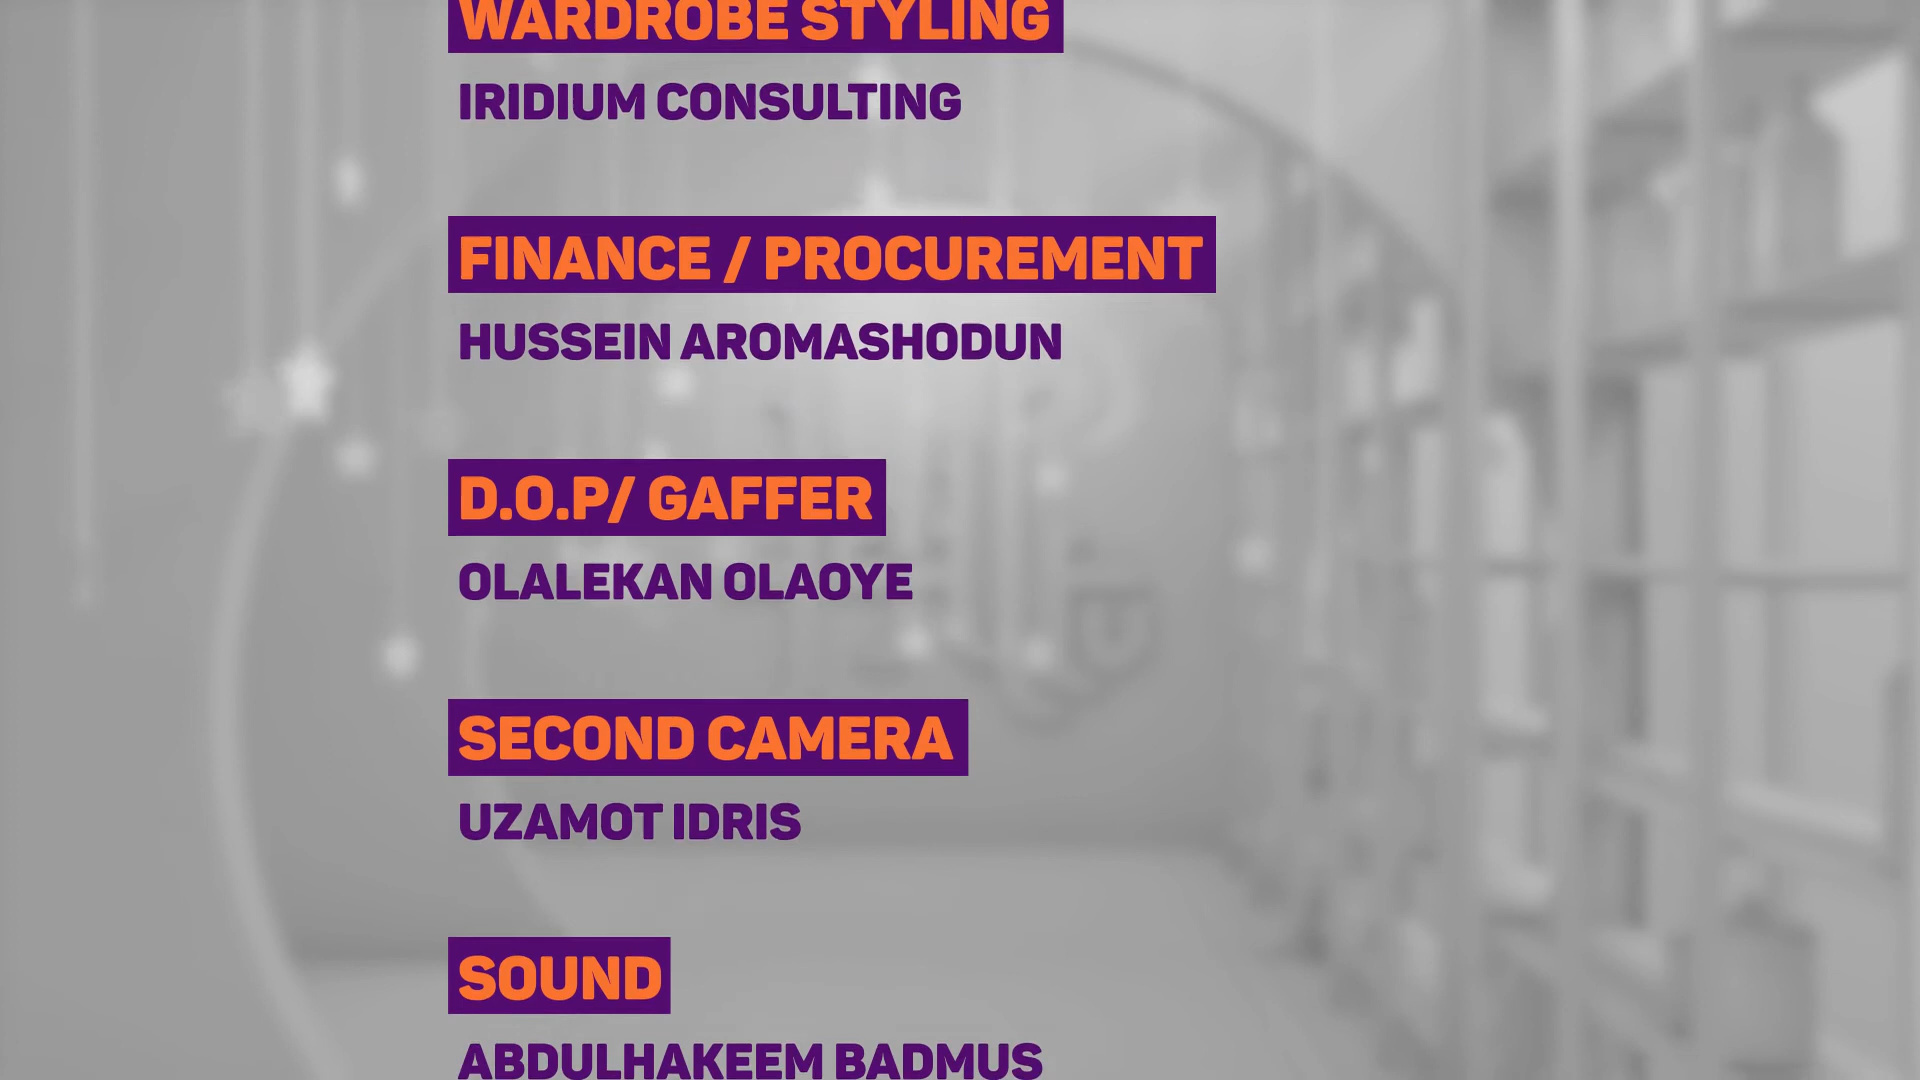 WARDROBE STYLING
IRIDIUM CONSULTING
FINANCE / PROCUREMENT
HUSSEIN AROMASHODUN
D.O.P/ GAFFER
OLALEKAN OLAOYE
SECOND CAMERA
UZAMOT IDRIS
SOUND
ABDULHAKEEM BADMUS